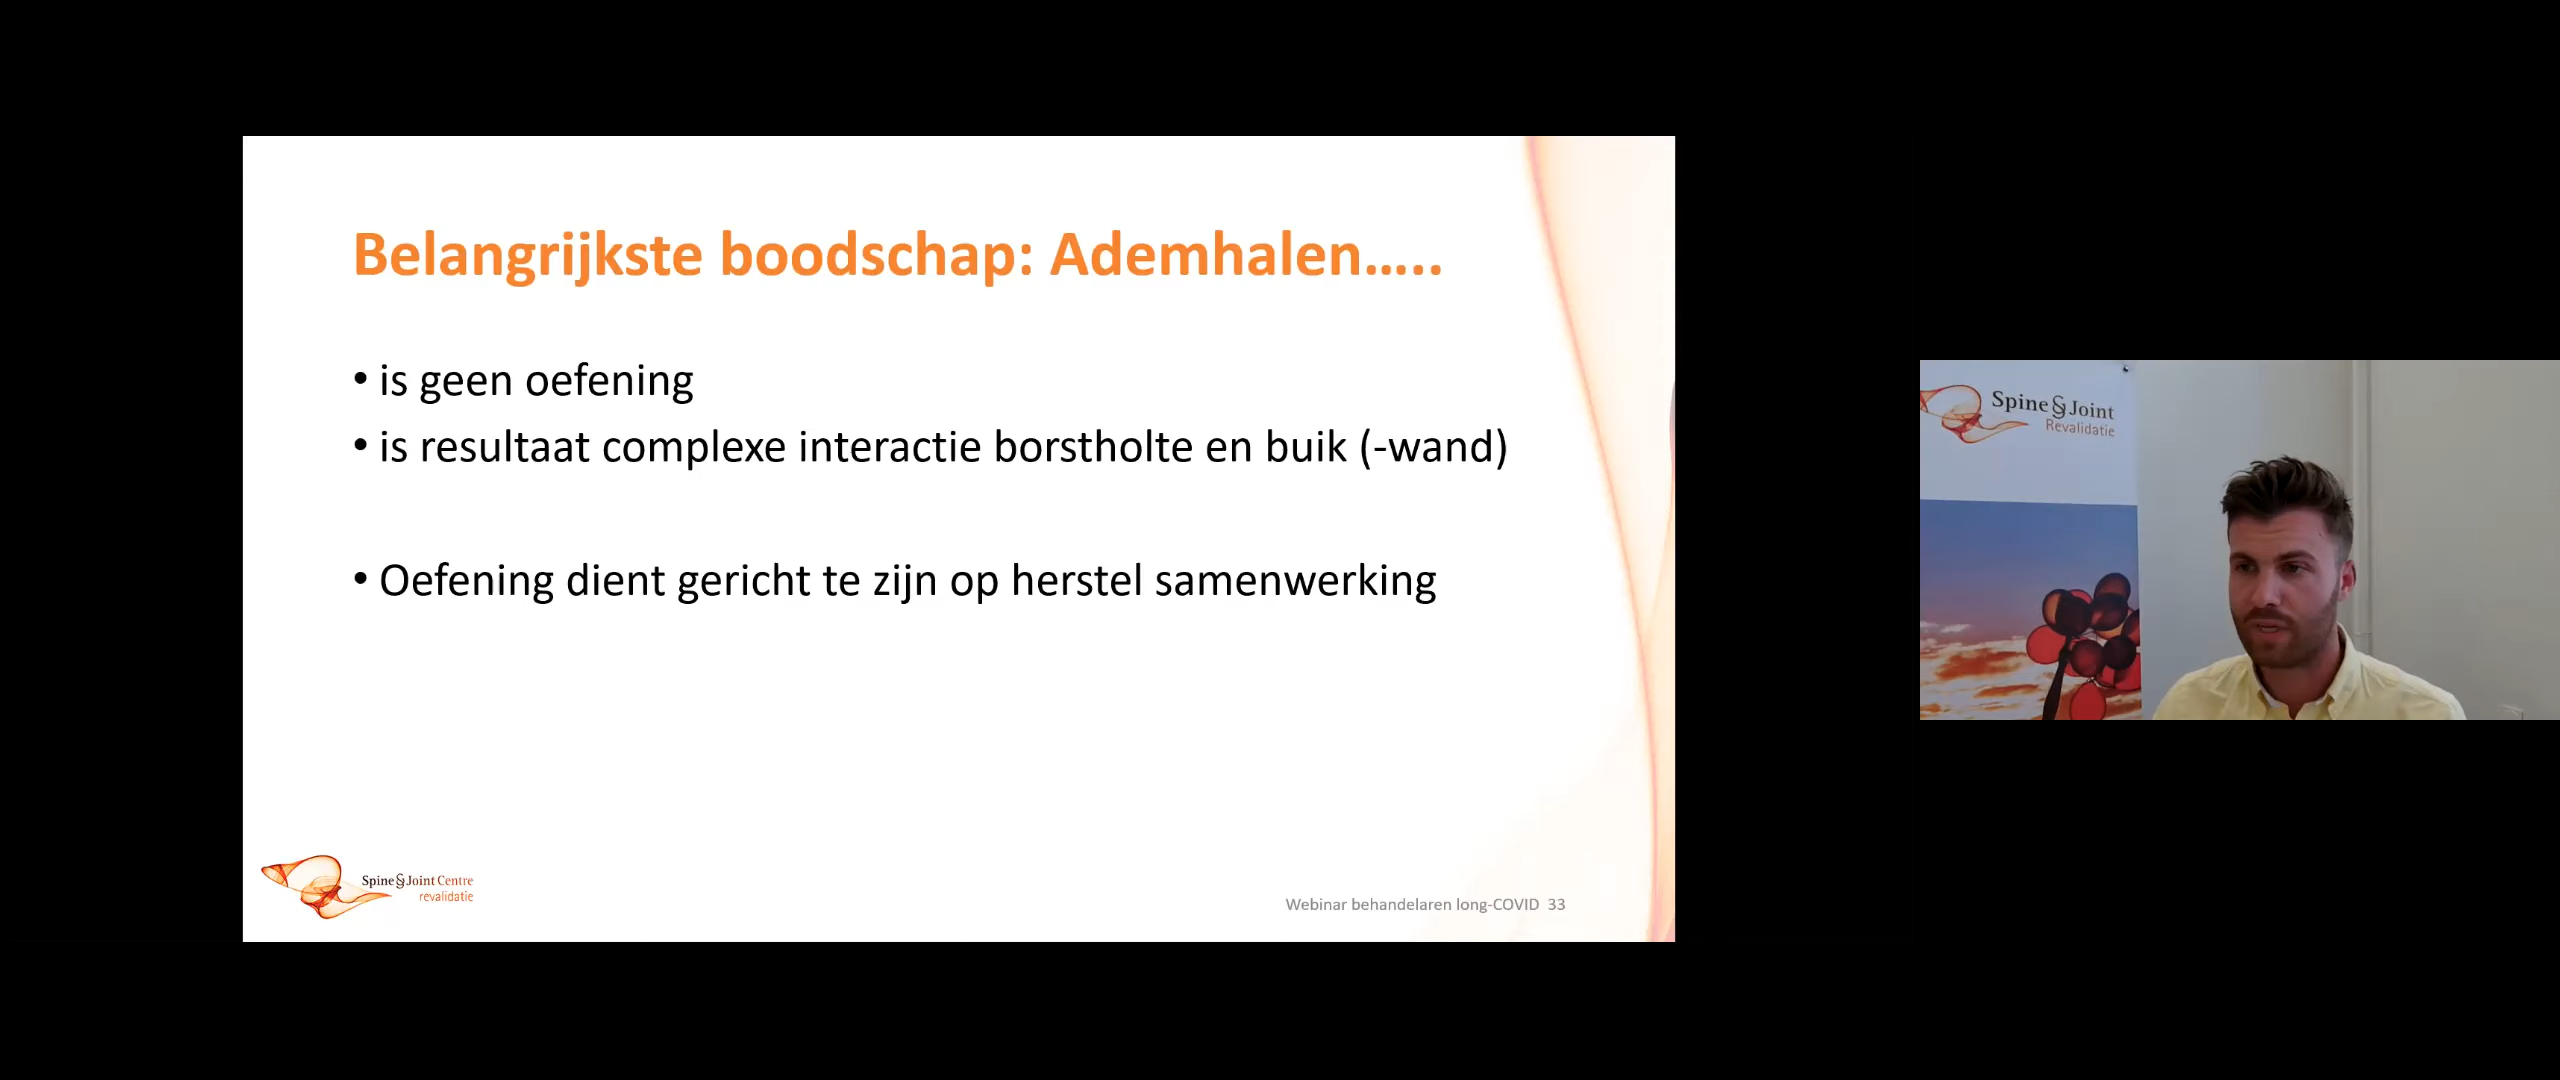 Belangrijkste boodschap: Ademhalen.....
• is geen oefening
• is resultaat complexe interactie borstholte en buik (-wand)
• Oefening dient gericht te zijn op herstel samenwerking
Spine & Joint Centre
revalidatie
Webinar behandelaren long-COVID 33
Spine & Joint
Revalidatie